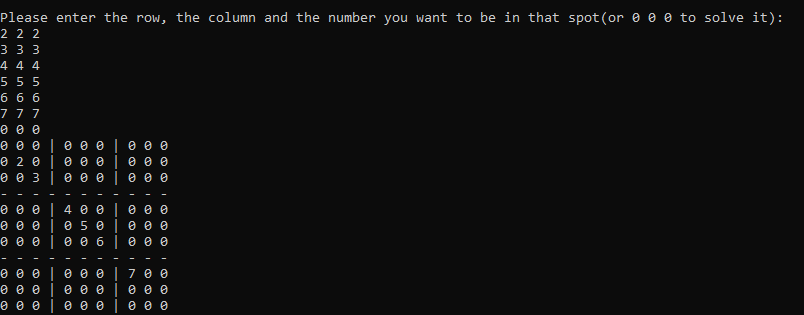 Please enter the row, the column and the number you want to be in that spot(or 0 0 0 to solve it):
2 2 2
3 3 3
4 4 4
5 5 5
6 6 6
7 7 7
0 0 0
0 0 0 | 0 0 0 | 0 0 0
0 2 0 | 0 0 0 | 0 0 0
0 0 3 | 0 0 0 | 0 0 0
- - - - - - - - - - -
0 0 0 | 4 0 0 | 0 0 0
0 0 0 | 0 5 0 | 0 0 0
0 0 0 | 0 0 6 | 0 0 0
- - - - - - - - - - -
0 0 0 | 0 0 0 | 7 0 0
0 0 0 | 0 0 0 | 0 0 0
0 0 0 | 0 0 0 | 0 0 0